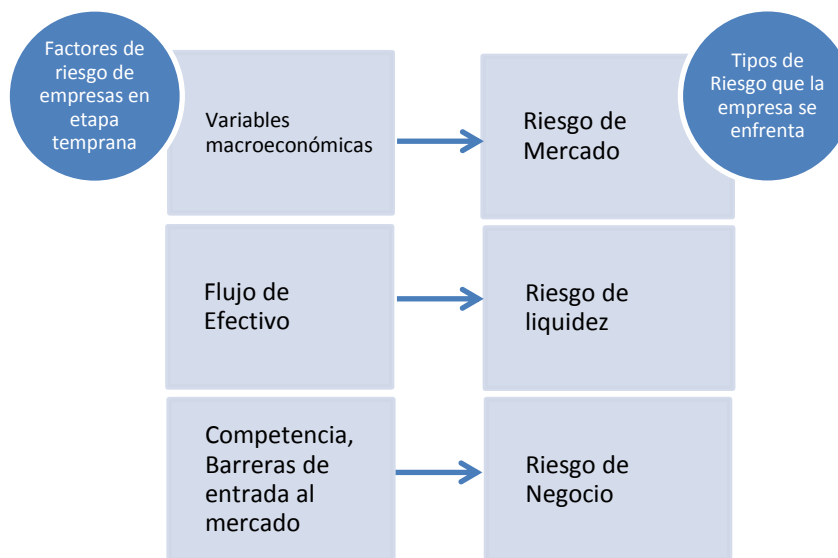 Factores de
riesgo de
empresas en
etapa
temprana
Tipos de
Riesgo que la
empresa se
enfrenta
Variables
macroeconómicas
Riesgo de
Mercado
Flujo de
Efectivo
Riesgo de
liquidez
Competencia,
Barreras de
entrada al
mercado
Riesgo de
Negocio